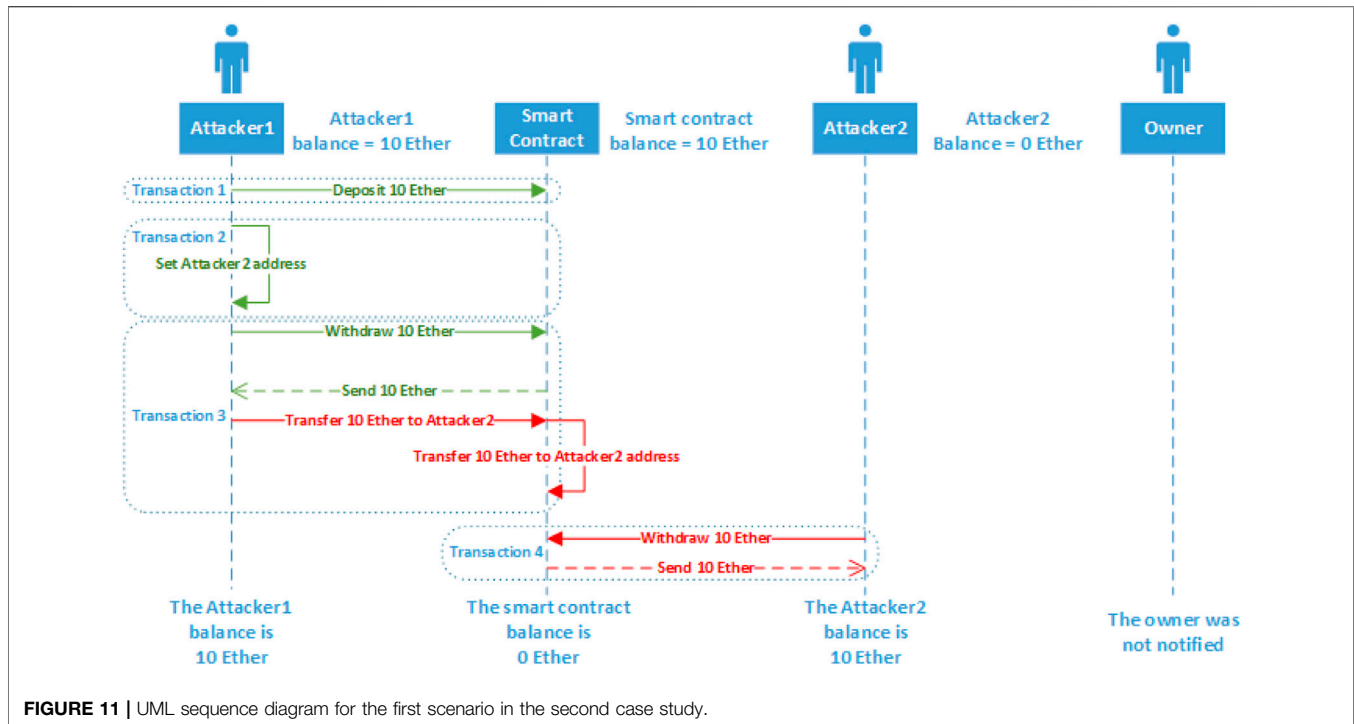 Attacker1
Attacker1
balance = 10 Ether
Smart
Contract
Smart contract
balance = 10 Ether
Attacker2
Attacker2
Balance = 0 Ether
Owner
Transaction 1
Deposit 10 Ether
Transaction 2
Set Attacker2 address
Withdraw 10 Ether
Send 10 Ether
Transaction 3
Transfer 10 Ether to Attacker2
Transfer 10 Ether to Attacker2 address
Withdraw 10 Ether
Transaction 4
Send 10 Ether
The Attacker1
balance is
10 Ether
The smart contract
balance is
0 Ether
The Attacker2
balance is
10 Ether
The owner was
not notified
FIGURE 11 | UML sequence diagram for the first scenario in the second case study.